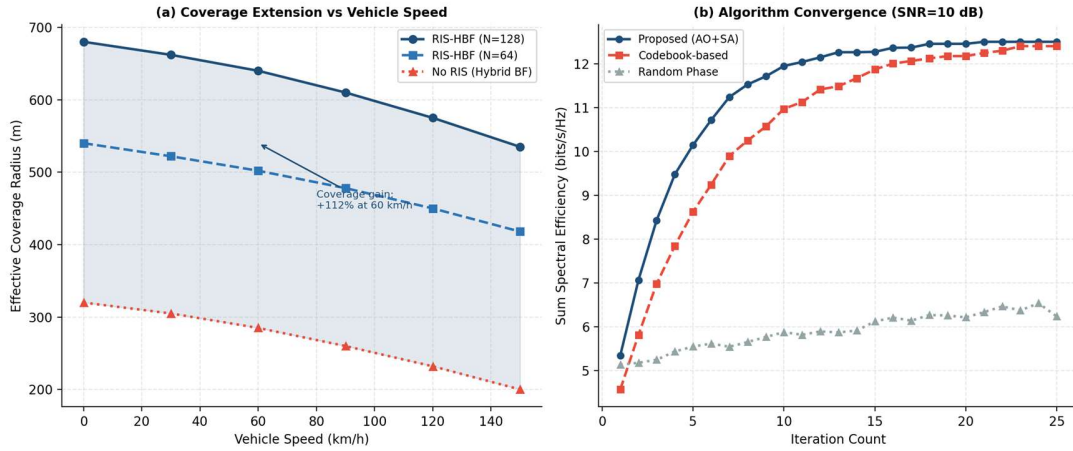 (a) Coverage Extension vs Vehicle Speed
700
600
500
400
300
200
Effective Coverage Radius (m)
RIS-HBF (N=128)
RIS-HBF (N=64)
No RIS (Hybrid BF)
Coverage gain:
+112% at 60 km/h
0
20
40
60
80
100
120
140
Vehicle Speed (km/h)
(b) Algorithm Convergence (SNR=10 dB)
12
11
10
9
8
7
6
5
Sum Spectral Efficiency (bits/s/Hz)
Proposed (AO+SA)
Codebook-based
Random Phase
0
5
10
15
20
25
Iteration Count